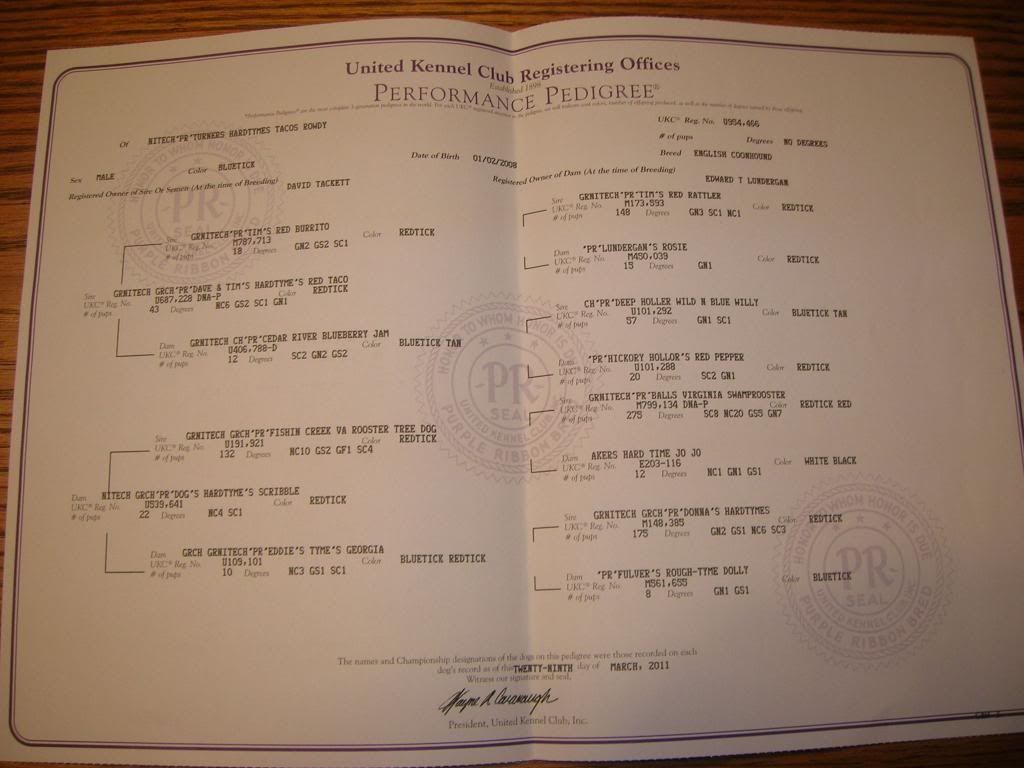 United Kennel Club Registering Offices
Established 1898
PERFORMANCE PEDIGREE®
Of NITECH'PR'TURNERS HARDTYMES TACOS ROWDY
UKC® Reg. No. U954,466
# of pups Degrees NO DEGREES
Sex MALE Color BLUETICK Date of Birth 01/02/2008 Breed ENGLISH COONHOUND
Registered Owner of Sire Or Semen (At the time of Breeding) DAVID TACKETT
Registered Owner of Dam (At the time of Breeding) EDWARD T LUNDERGAN
Sire GRNITECH'PR'TIM'S RED BURRITO
UKC® Reg. No. M787,713 Color REDTICK
# of pups 18 Degrees GN2 GS2 SC1
Sire GRNITECH GRCH'PR'DAVE & TIM'S HARDTYME'S RED TACO
UKC® Reg. No. U687,228 DNA-P Color REDTICK
# of pups 43 Degrees NC6 GS2 SC1 GN1
Dam GRNITECH CH'PR'CEDAR RIVER BLUEBERRY JAM
UKC® Reg. No. U406,788-D Color BLUETICK TAN
# of pups 12 Degrees SC2 GN2 GS2
Sire GRNITECH GRCH'PR'FISHIN CREEK VA ROOSTER TREE DOG
UKC® Reg. No. U191,921 Color REDTICK
# of pups 132 Degrees NC10 GS2 GF1 SC4
Dam NITECH GRCH'PR'DOG'S HARDTYME'S SCRIBBLE
UKC® Reg. No. U539,641 Color REDTICK
# of pups 22 Degrees NC4 SC1
Dam GRCH GRNITECH'PR'EDDIE'S TYME'S GEORGIA
UKC® Reg. No. U109,101 Color BLUETICK REDTICK
# of pups 10 Degrees NC3 GS1 SC1
Sire GRNITECH'PR'TIM'S RED RATTLER
UKC® Reg. No. M173,593 Color REDTICK
# of pups 148 Degrees GN3 SC1 NC1
Dam 'PR'LUNDERGAN'S ROSIE
UKC® Reg. No. M450,039 Color REDTICK
# of pups 15 Degrees GN1
Sire CH'PR'DEEP HOLLER WILD N BLUE WILLY
UKC® Reg. No. U101,292 Color BLUETICK TAN
# of pups 57 Degrees GN1 SC1
Dam 'PR'HICKORY HOLLOR'S RED PEPPER
UKC® Reg. No. U101,288 Color REDTICK
# of pups 20 Degrees SC2 GN1
Sire GRNITECH'PR'BALLS VIRGINIA SWAMPROOSTER
UKC® Reg. No. M799,134 DNA-P Color REDTICK RED
# of pups 275 Degrees SC8 NC20 GS5 GN7
Dam AKERS HARD TIME JO JO
UKC® Reg. No. E203-116 Color WHITE BLACK
# of pups 12 Degrees NC1 GN1 GS1
Sire GRNITECH GRCH'PR'DONNA'S HARDTYMES
UKC® Reg. No. M148,385 Color REDTICK
# of pups 175 Degrees GN2 GS1 NC6 SC3
Dam 'PR'FULVER'S ROUGH-TYME DOLLY
UKC® Reg. No. M561,655 Color BLUETICK
# of pups 8 Degrees GN1 GS1
HONOR TO WHOM HONOR IS DUE
-PR-
SEAL
UNITED KENNEL CLUB, INC.
PURPLE RIBBON BRED
The names and Championship designations of the dogs on this pedigree were those recorded on each
dog's record as of this TWENTY-NINTH day of MARCH, 2011
Witness our signature and seal,
Wayne R Cavanaugh
President, United Kennel Club, Inc.